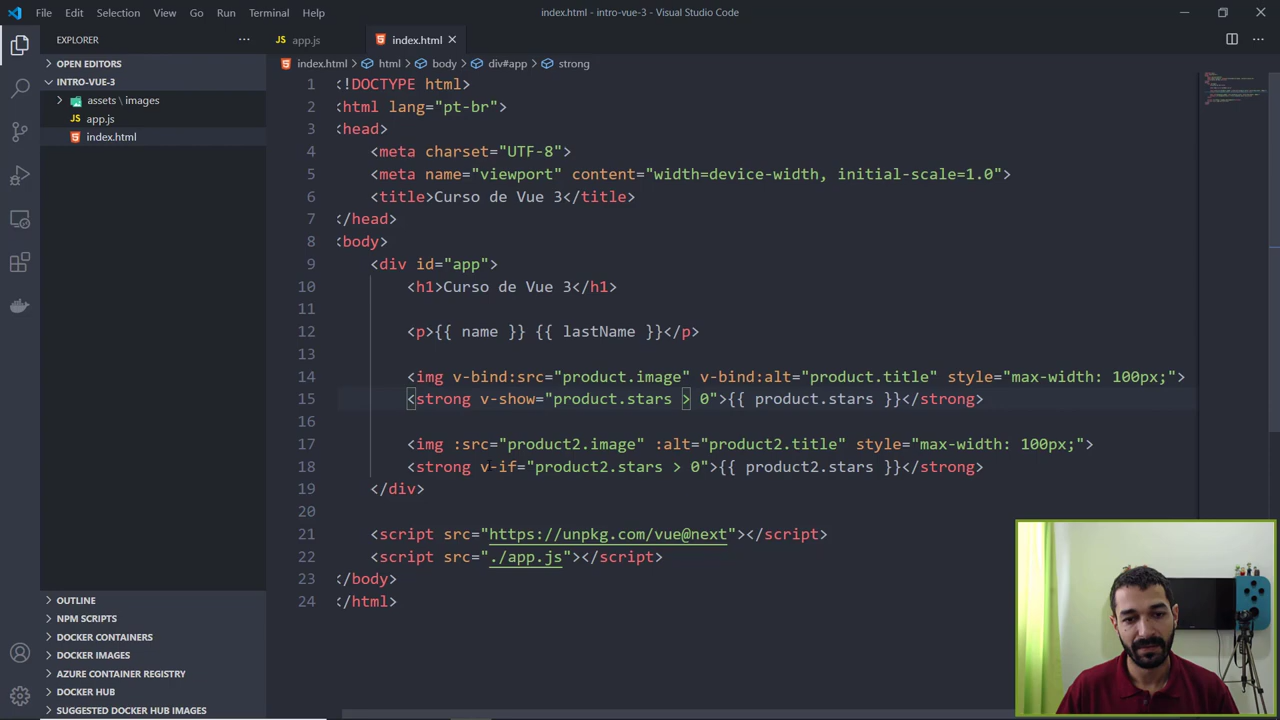 File Edit Selection View Go Run Terminal Help
index.html - intro-vue-3 - Visual Studio Code
EXPLORER
OPEN EDITORS
INTRO-VUE-3
assets \ images
app.js
index.html
OUTLINE
NPM SCRIPTS
DOCKER CONTAINERS
DOCKER IMAGES
AZURE CONTAINER REGISTRY
DOCKER HUB
SUGGESTED DOCKER HUB IMAGES
app.js
index.html
index.html > html > body > div#app > strong
1 <!DOCTYPE html>
2 <html lang="pt-br">
3 <head>
4 <meta charset="UTF-8">
5 <meta name="viewport" content="width=device-width, initial-scale=1.0">
6 <title>Curso de Vue 3</title>
7 </head>
8 <body>
9 <div id="app">
10 <h1>Curso de Vue 3</h1>
11
12 <p>{{ name }} {{ lastName }}</p>
13
14 <img v-bind:src="product.image" v-bind:alt="product.title" style="max-width: 100px;">
15 <strong v-show="product.stars > 0">{{ product.stars }}</strong>
16
17 <img :src="product2.image" :alt="product2.title" style="max-width: 100px;">
18 <strong v-if="product2.stars > 0">{{ product2.stars }}</strong>
19 </div>
20
21 <script src="https://unpkg.com/vue@next"></script>
22 <script src="./app.js"></script>
23 </body>
24 </html>